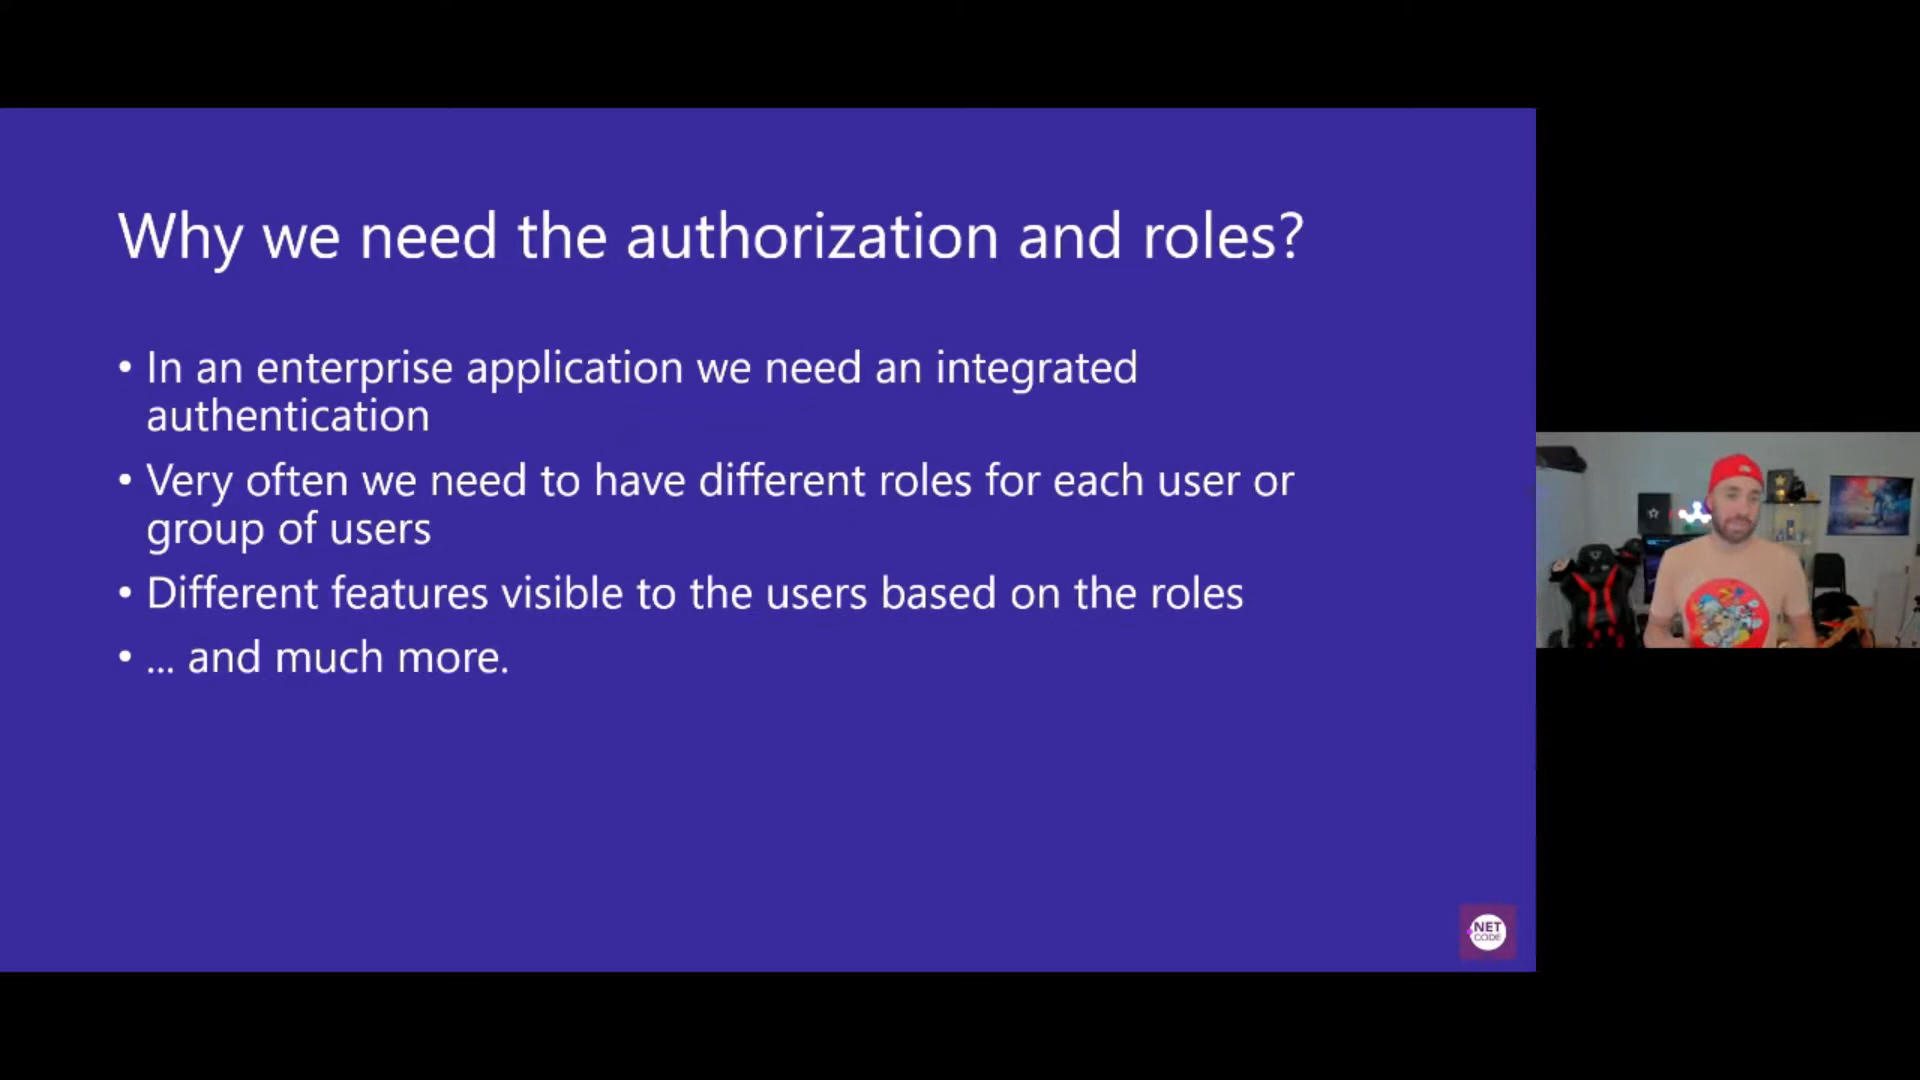 Why we need the authorization and roles?
• In an enterprise application we need an integrated
authentication
• Very often we need to have different roles for each user or
group of users
• Different features visible to the users based on the roles
• ... and much more.
NET
CODE